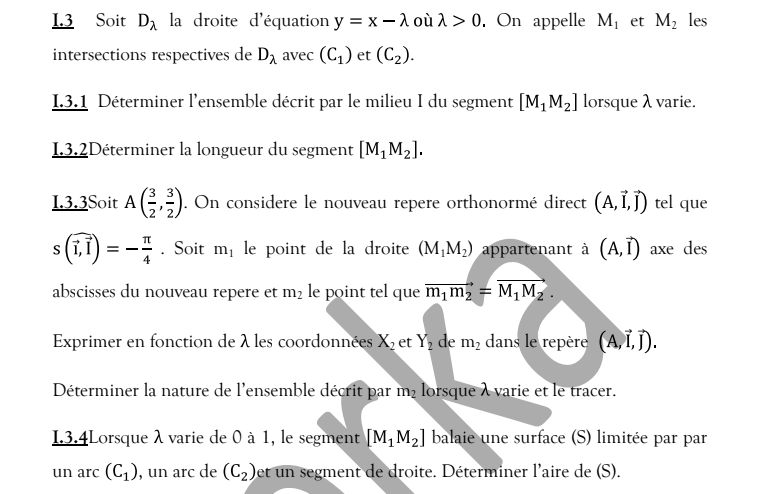 I.3 Soit D_λ la droite d'équation y = x − λ où λ > 0. On appelle M₁ et M₂ les
intersections respectives de D_λ avec (C₁) et (C₂).
I.3.1 Déterminer l'ensemble décrit par le milieu I du segment [M₁M₂] lorsque λ varie.
I.3.2Déterminer la longueur du segment [M₁M₂].
I.3.3Soit A(3/2, 3/2). On considere le nouveau repere orthonormé direct (A, I⃗, J⃗) tel que
s(i⃗, I⃗) = −π/4 . Soit m₁ le point de la droite (M₁M₂) appartenant à (A, I⃗) axe des
abscisses du nouveau repere et m₂ le point tel que m₁m₂⃗ = M₁M₂⃗ .
Exprimer en fonction de λ les coordonnées X₂ et Y₂ de m₂ dans le repère (A, I⃗, J⃗).
Déterminer la nature de l'ensemble décrit par m₂ lorsque λ varie et le tracer.
I.3.4Lorsque λ varie de 0 à 1, le segment [M₁M₂] balaie une surface (S) limitée par par
un arc (C₁), un arc de (C₂)et un segment de droite. Déterminer l'aire de (S).